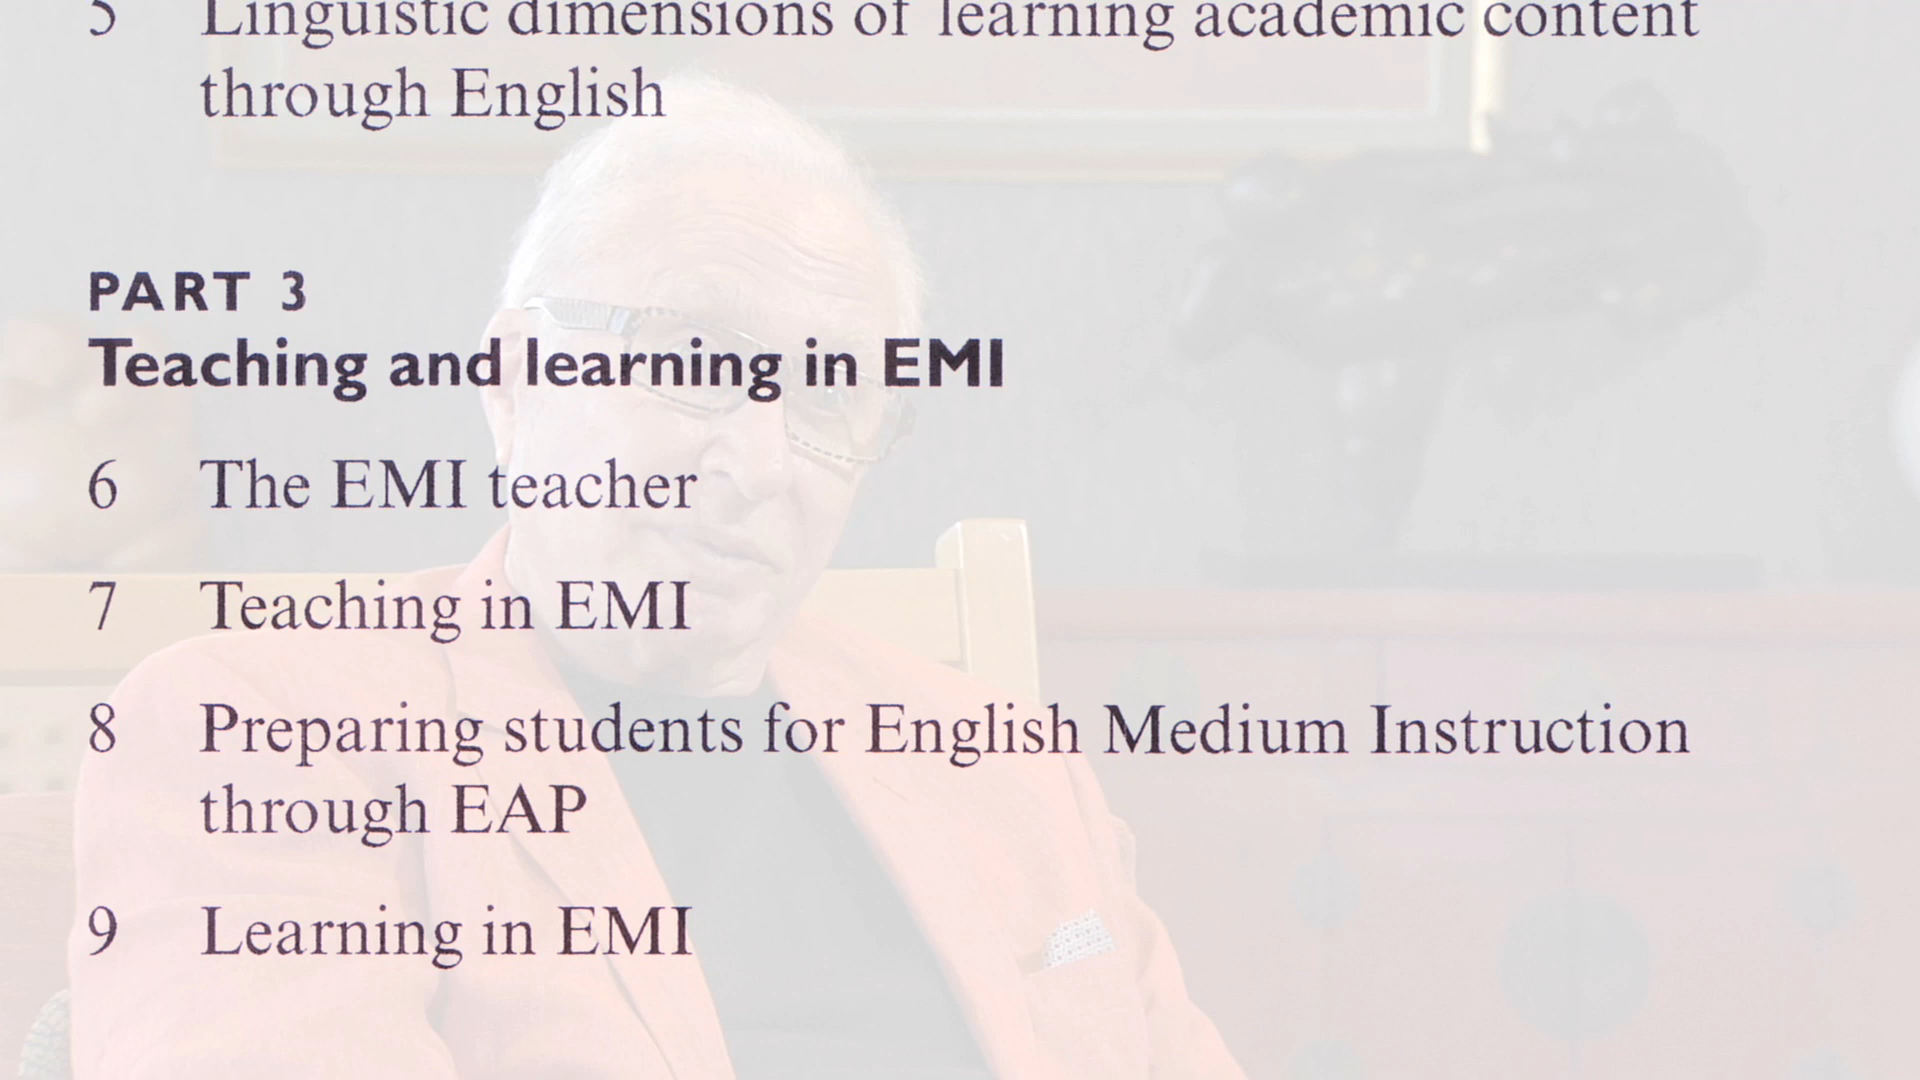 5 Linguistic dimensions of learning academic content
through English
PART 3
Teaching and learning in EMI
6 The EMI teacher
7 Teaching in EMI
8 Preparing students for English Medium Instruction
through EAP
9 Learning in EMI